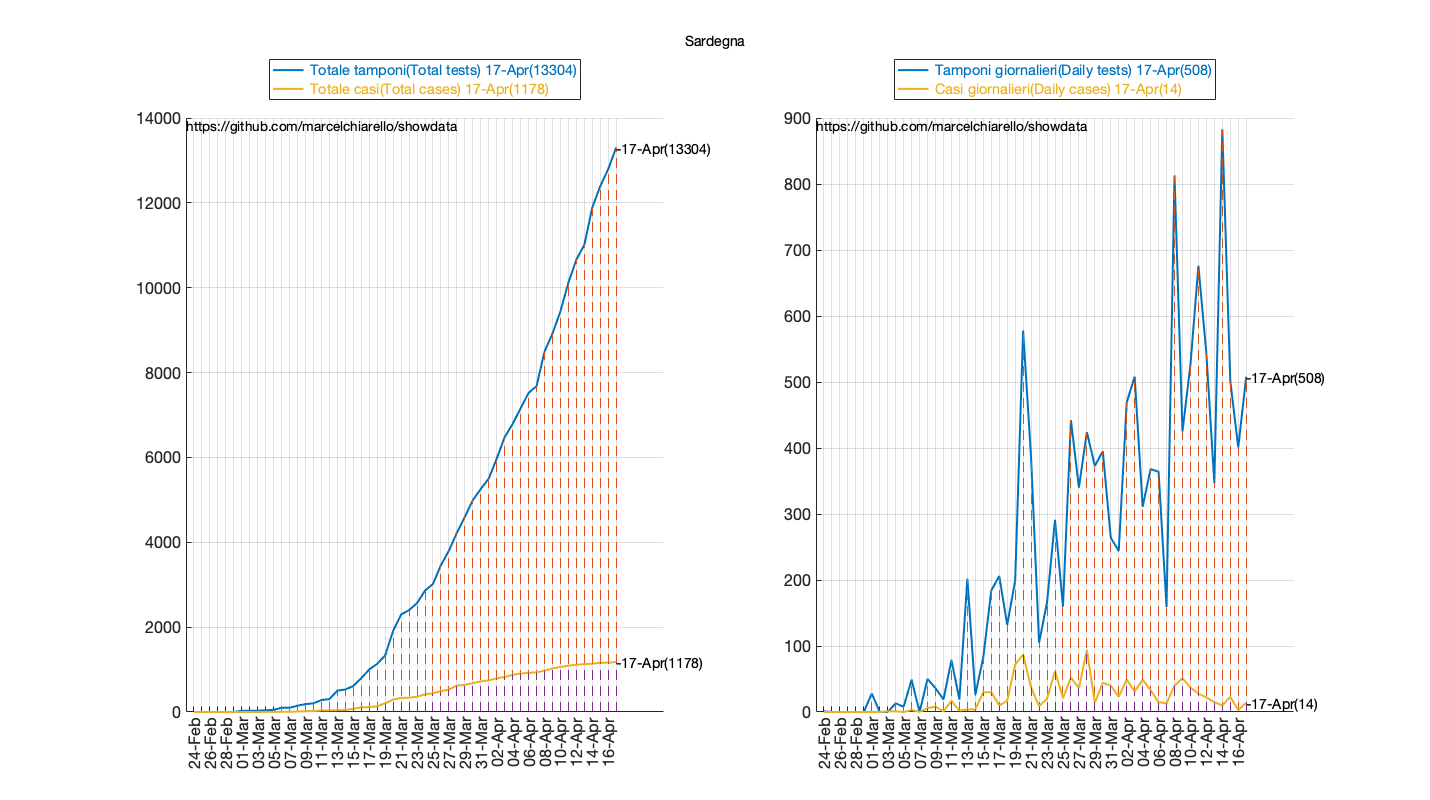 Sardegna
Totale tamponi(Total tests) 17-Apr(13304)
Totale casi(Total cases) 17-Apr(1178)
https://github.com/marcelchiarello/showdata
14000
12000
10000
8000
6000
4000
2000
0
17-Apr(13304)
17-Apr(1178)
24-Feb
26-Feb
28-Feb
01-Mar
03-Mar
05-Mar
07-Mar
09-Mar
11-Mar
13-Mar
15-Mar
17-Mar
19-Mar
21-Mar
23-Mar
25-Mar
27-Mar
29-Mar
31-Mar
02-Apr
04-Apr
06-Apr
08-Apr
10-Apr
12-Apr
14-Apr
16-Apr
Tamponi giornalieri(Daily tests) 17-Apr(508)
Casi giornalieri(Daily cases) 17-Apr(14)
https://github.com/marcelchiarello/showdata
900
800
700
600
500
400
300
200
100
0
17-Apr(508)
17-Apr(14)
24-Feb
26-Feb
28-Feb
01-Mar
03-Mar
05-Mar
07-Mar
09-Mar
11-Mar
13-Mar
15-Mar
17-Mar
19-Mar
21-Mar
23-Mar
25-Mar
27-Mar
29-Mar
31-Mar
02-Apr
04-Apr
06-Apr
08-Apr
10-Apr
12-Apr
14-Apr
16-Apr